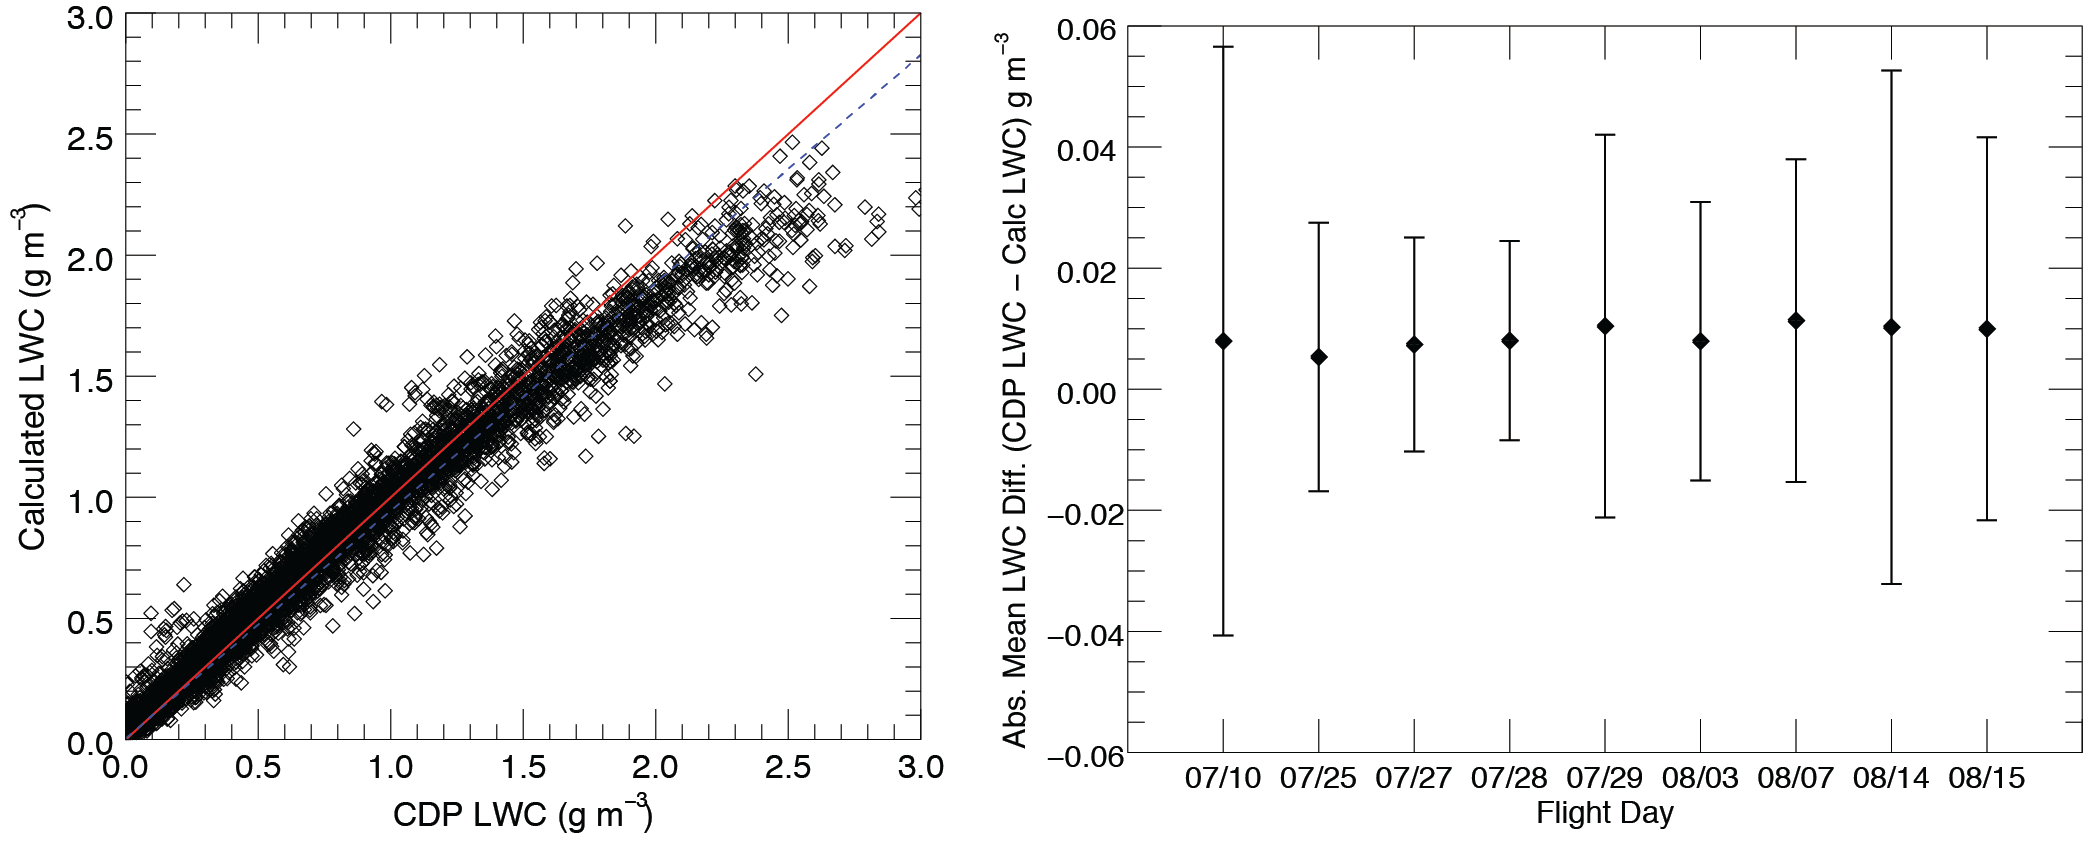 3.0
2.5
2.0
1.5
1.0
0.5
0.0
Calculated LWC (g m⁻³)
0.0 0.5 1.0 1.5 2.0 2.5 3.0
CDP LWC (g m⁻³)
0.06
0.04
0.02
0.00
−0.02
−0.04
−0.06
Abs. Mean LWC Diff. (CDP LWC − Calc LWC) g m⁻³
07/10 07/25 07/27 07/28 07/29 08/03 08/07 08/14 08/15
Flight Day